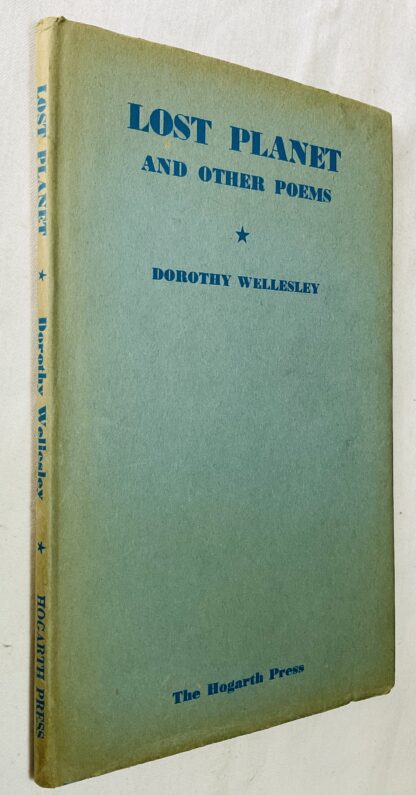 LOST PLANET
AND OTHER POEMS
★
DOROTHY WELLESLEY
The Hogarth Press
LOST PLANET ★ Dorothy Wellesley ★ HOGARTH PRESS